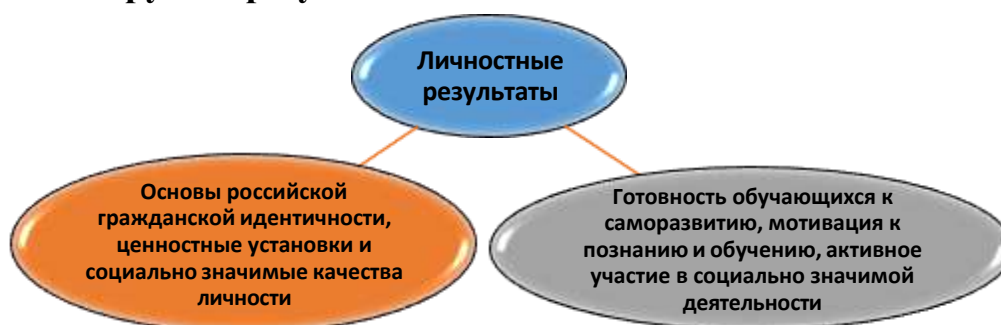 Личностные
результаты
Основы российской
гражданской идентичности,
ценностные установки и
социально значимые качества
личности
Готовность обучающихся к
саморазвитию, мотивация к
познанию и обучению, активное
участие в социально значимой
деятельности